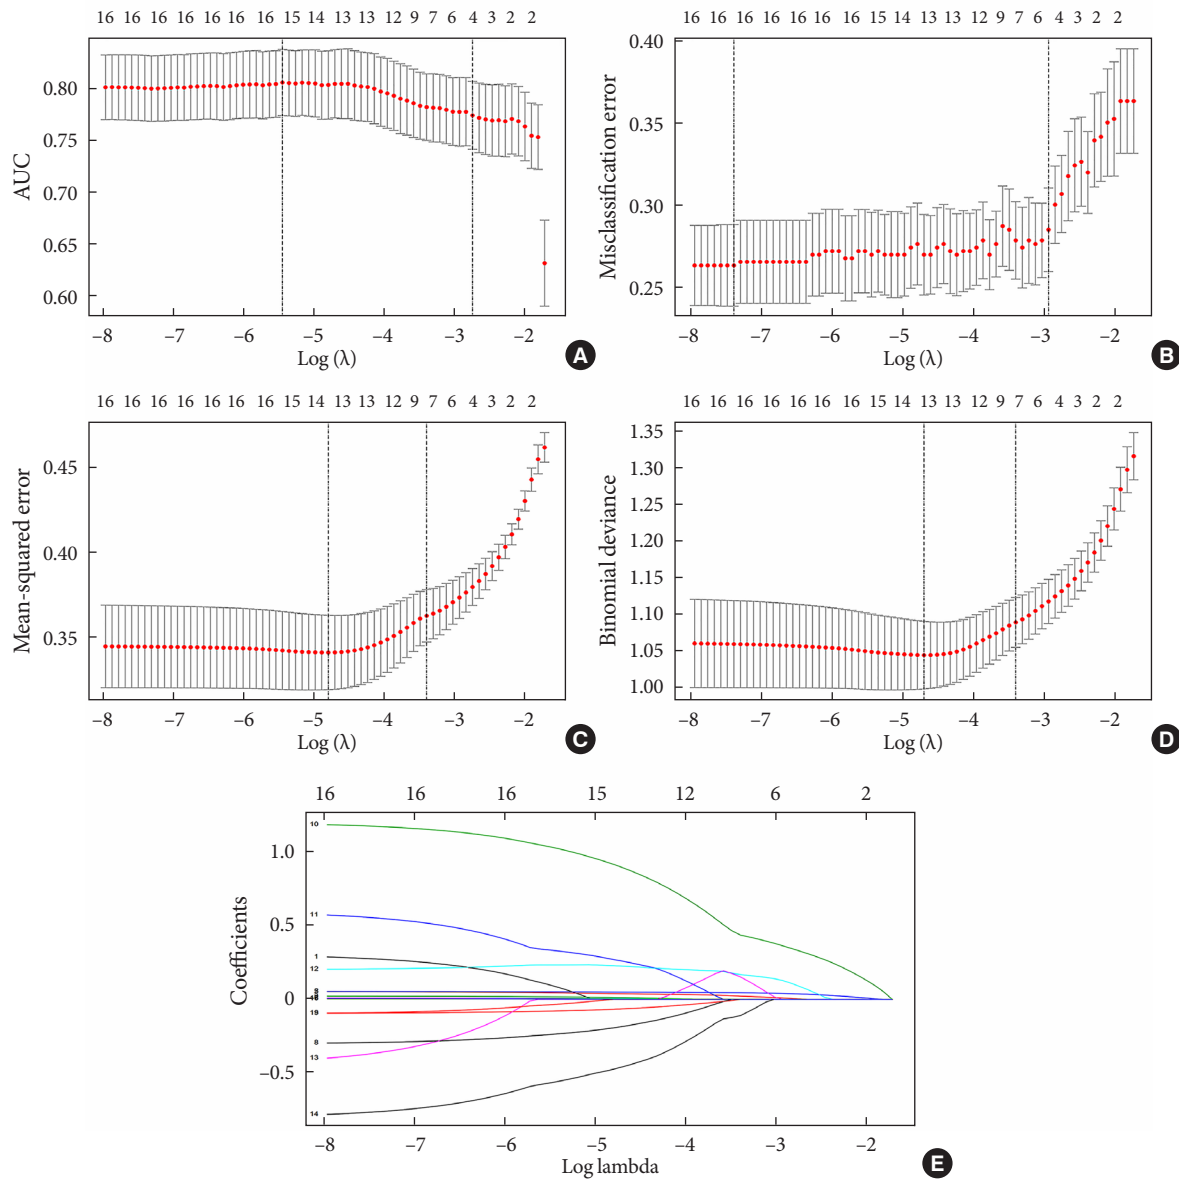 16 16 16 16 16 16 16 15 14 13 13 12 9 7 6 4 3 2 2
AUC
0.80
0.75
0.70
0.65
0.60
−8 −7 −6 −5 −4 −3 −2
Log (λ)
A
16 16 16 16 16 16 16 15 14 13 13 12 9 7 6 4 3 2 2
Misclassification error
0.40
0.35
0.30
0.25
−8 −7 −6 −5 −4 −3 −2
Log (λ)
B
16 16 16 16 16 16 16 15 14 13 13 12 9 7 6 4 3 2 2
Mean-squared error
0.45
0.40
0.35
−8 −7 −6 −5 −4 −3 −2
Log (λ)
C
16 16 16 16 16 16 16 15 14 13 13 12 9 7 6 4 3 2 2
Binomial deviance
1.35
1.30
1.20
1.15
1.10
1.05
1.00
−8 −7 −6 −5 −4 −3 −2
Log (λ)
D
16 16 16 15 12 6 2
Coefficients
1.0
0.5
0
−0.5
10
11
1
12
8
13
14
−8 −7 −6 −5 −4 −3 −2
Log lambda
E